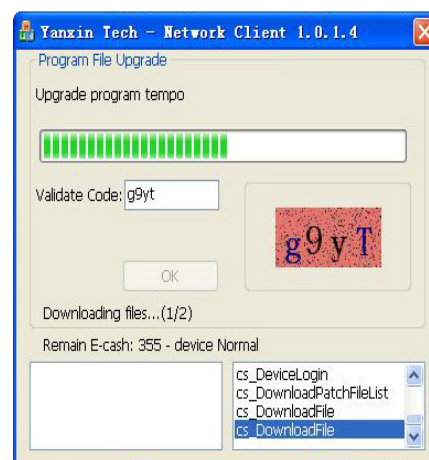 Yanxin Tech - Network Client 1.0.1.4
Program File Upgrade
Upgrade program tempo
Validate Code: g9yt
g9yT
OK
Downloading files...(1/2)
Remain E-cash: 355 - device Normal
cs_DeviceLogin
cs_DownloadPatchFileList
cs_DownloadFile
cs_DownloadFile